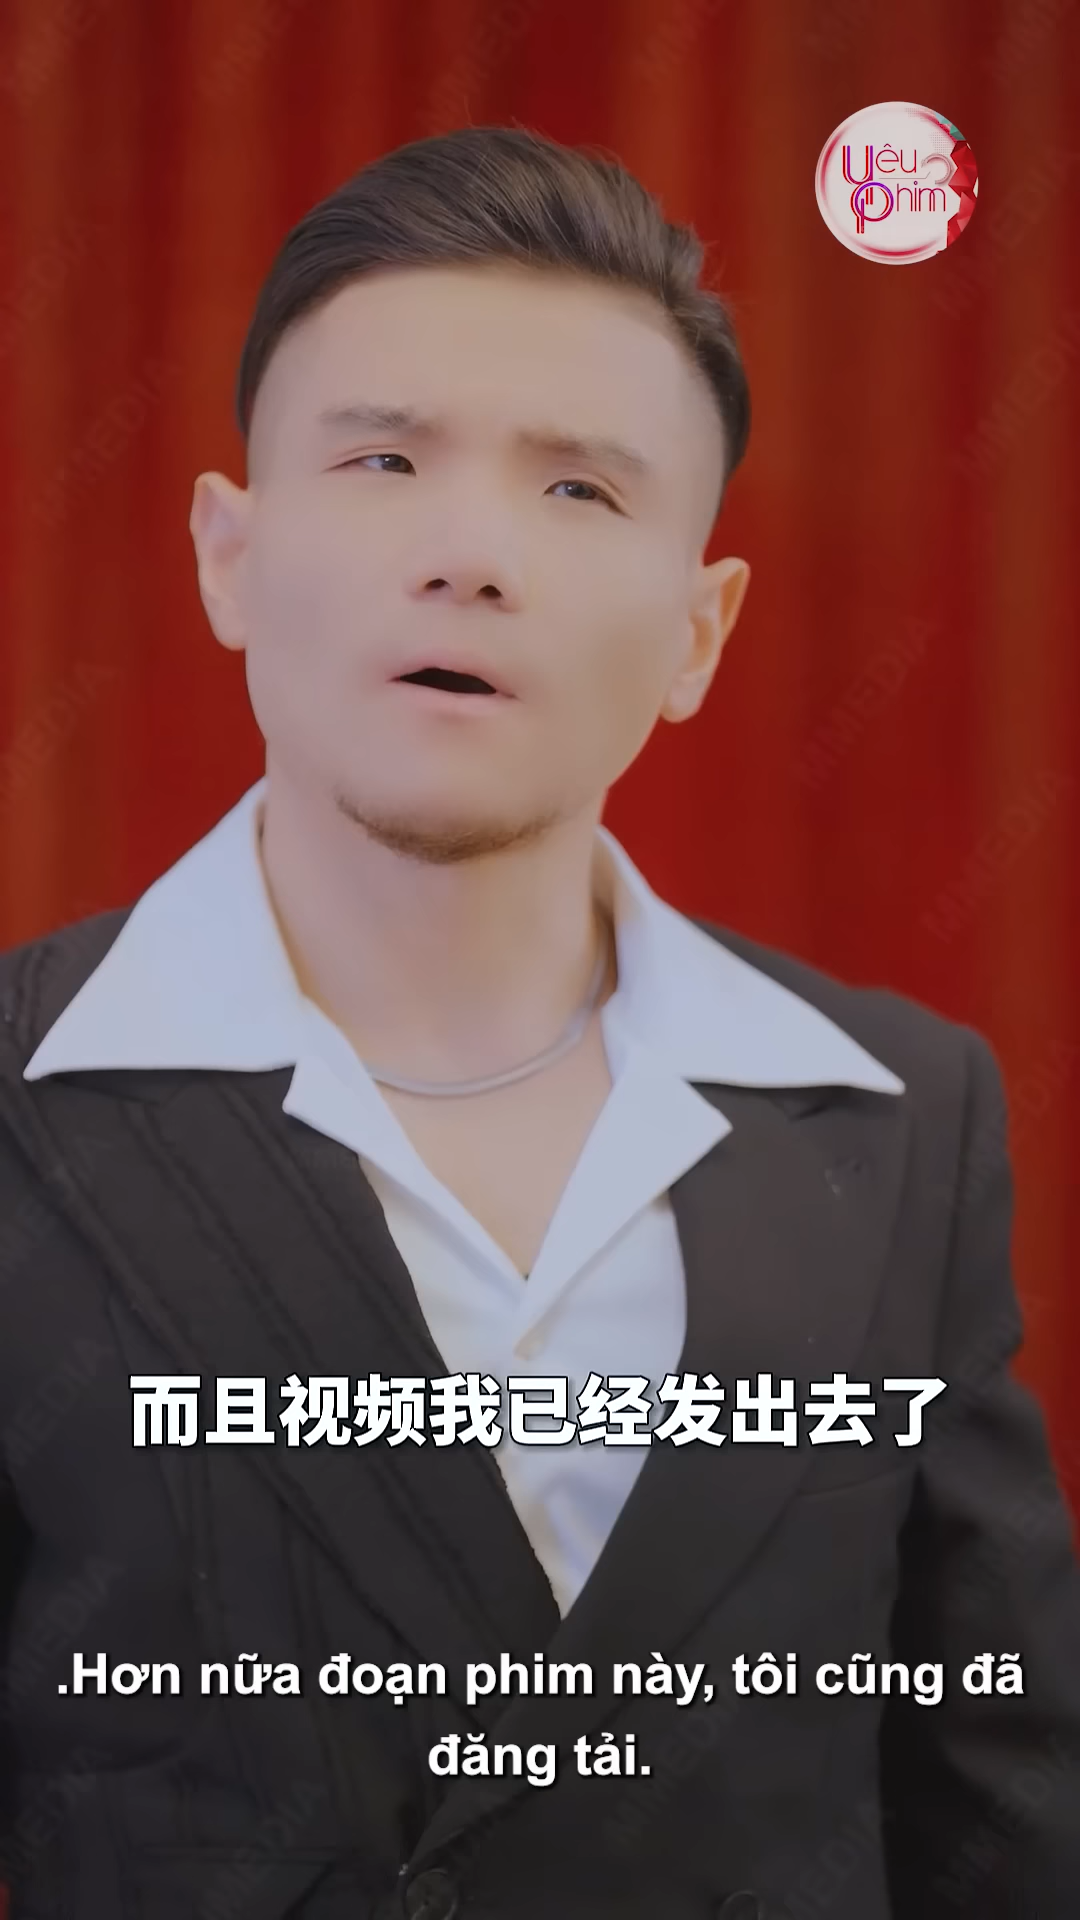 Yêu
Phim
而且视频我已经发出去了
.Hơn nữa đoạn phim này, tôi cũng đã
đăng tải.
MMEDIA